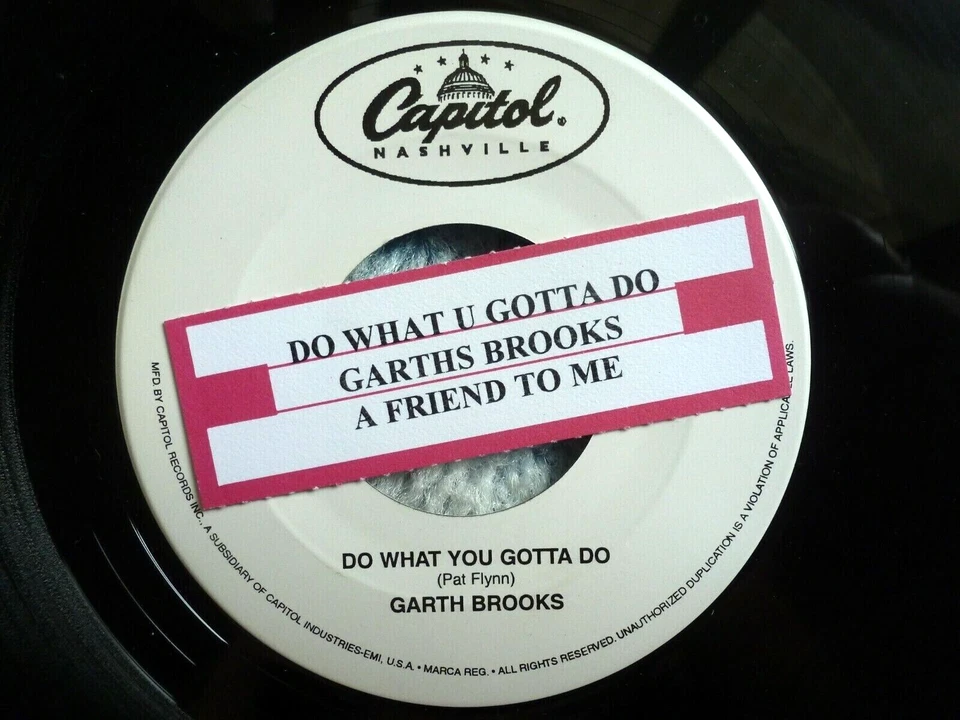 Capitol®
NASHVILLE
DO WHAT U GOTTA DO
GARTHS BROOKS
A FRIEND TO ME
DO WHAT YOU GOTTA DO
(Pat Flynn)
GARTH BROOKS
MFD. BY CAPITOL RECORDS INC., A SUBSIDIARY OF CAPITOL INDUSTRIES-EMI, U.S.A. • MARCA REG. • ALL RIGHTS RESERVED. UNAUTHORIZED DUPLICATION IS A VIOLATION OF LAWS.